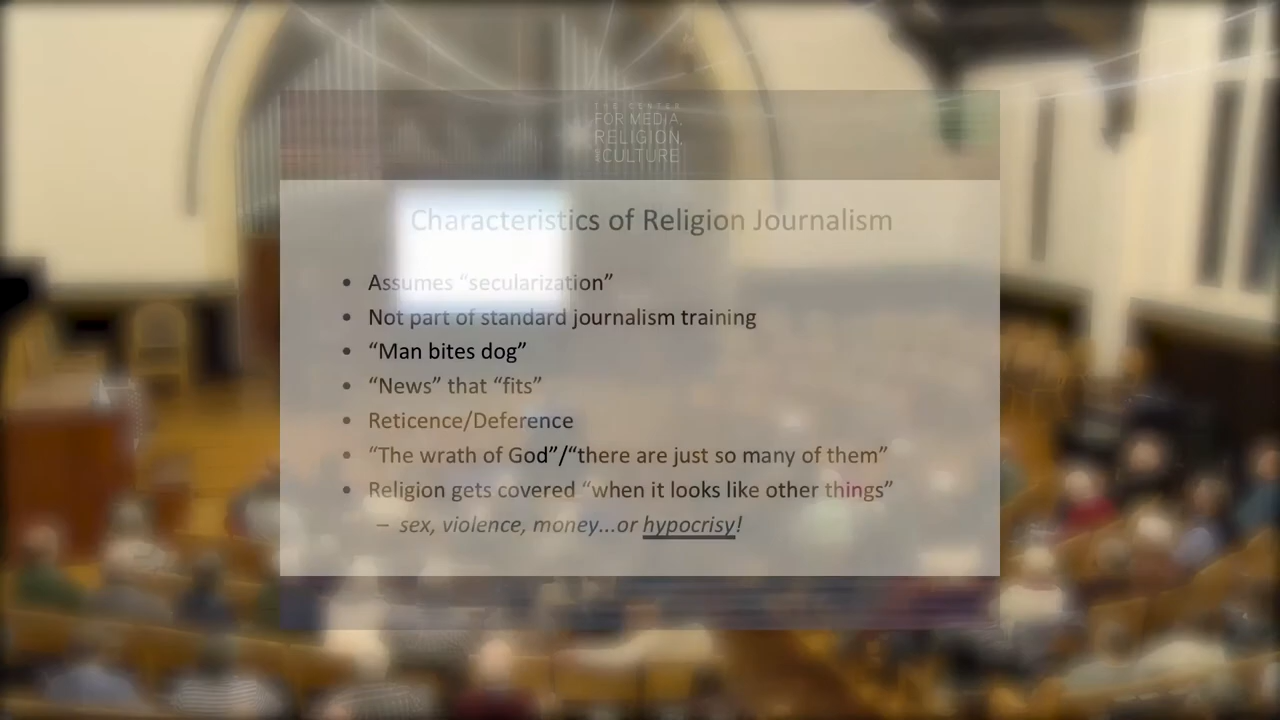 THE CENTER
FOR MEDIA,
RELIGION,
AND CULTURE
Characteristics of Religion Journalism
• Assumes “secularization”
• Not part of standard journalism training
• “Man bites dog”
• “News” that “fits”
• Reticence/Deference
• “The wrath of God”/“there are just so many of them”
• Religion gets covered “when it looks like other things”
– sex, violence, money...or hypocrisy!